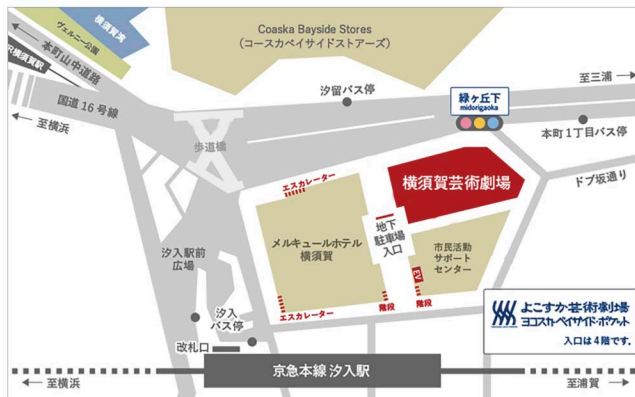 Coaska Bayside Stores
(コースカベイサイドストアーズ)
横須賀港
ヴェルニー公園
本町山中道路
JR横須賀駅
国道16号線
至横浜
汐留バス停
緑ヶ丘下
midorigaoka
至三浦
本町1丁目バス停
歩道橋
エスカレーター
横須賀芸術劇場
ドブ坂通り
メルキュールホテル
横須賀
地下
駐車場
入口
市民活動
サポート
センター
汐入駅前
広場
EV
汐入
バス停
エスカレーター
階段
階段
よこすか芸術劇場
ヨコスカ・ベイサイド・ポケット
入口は4階です。
改札口
京急本線 汐入駅
至横浜
至浦賀